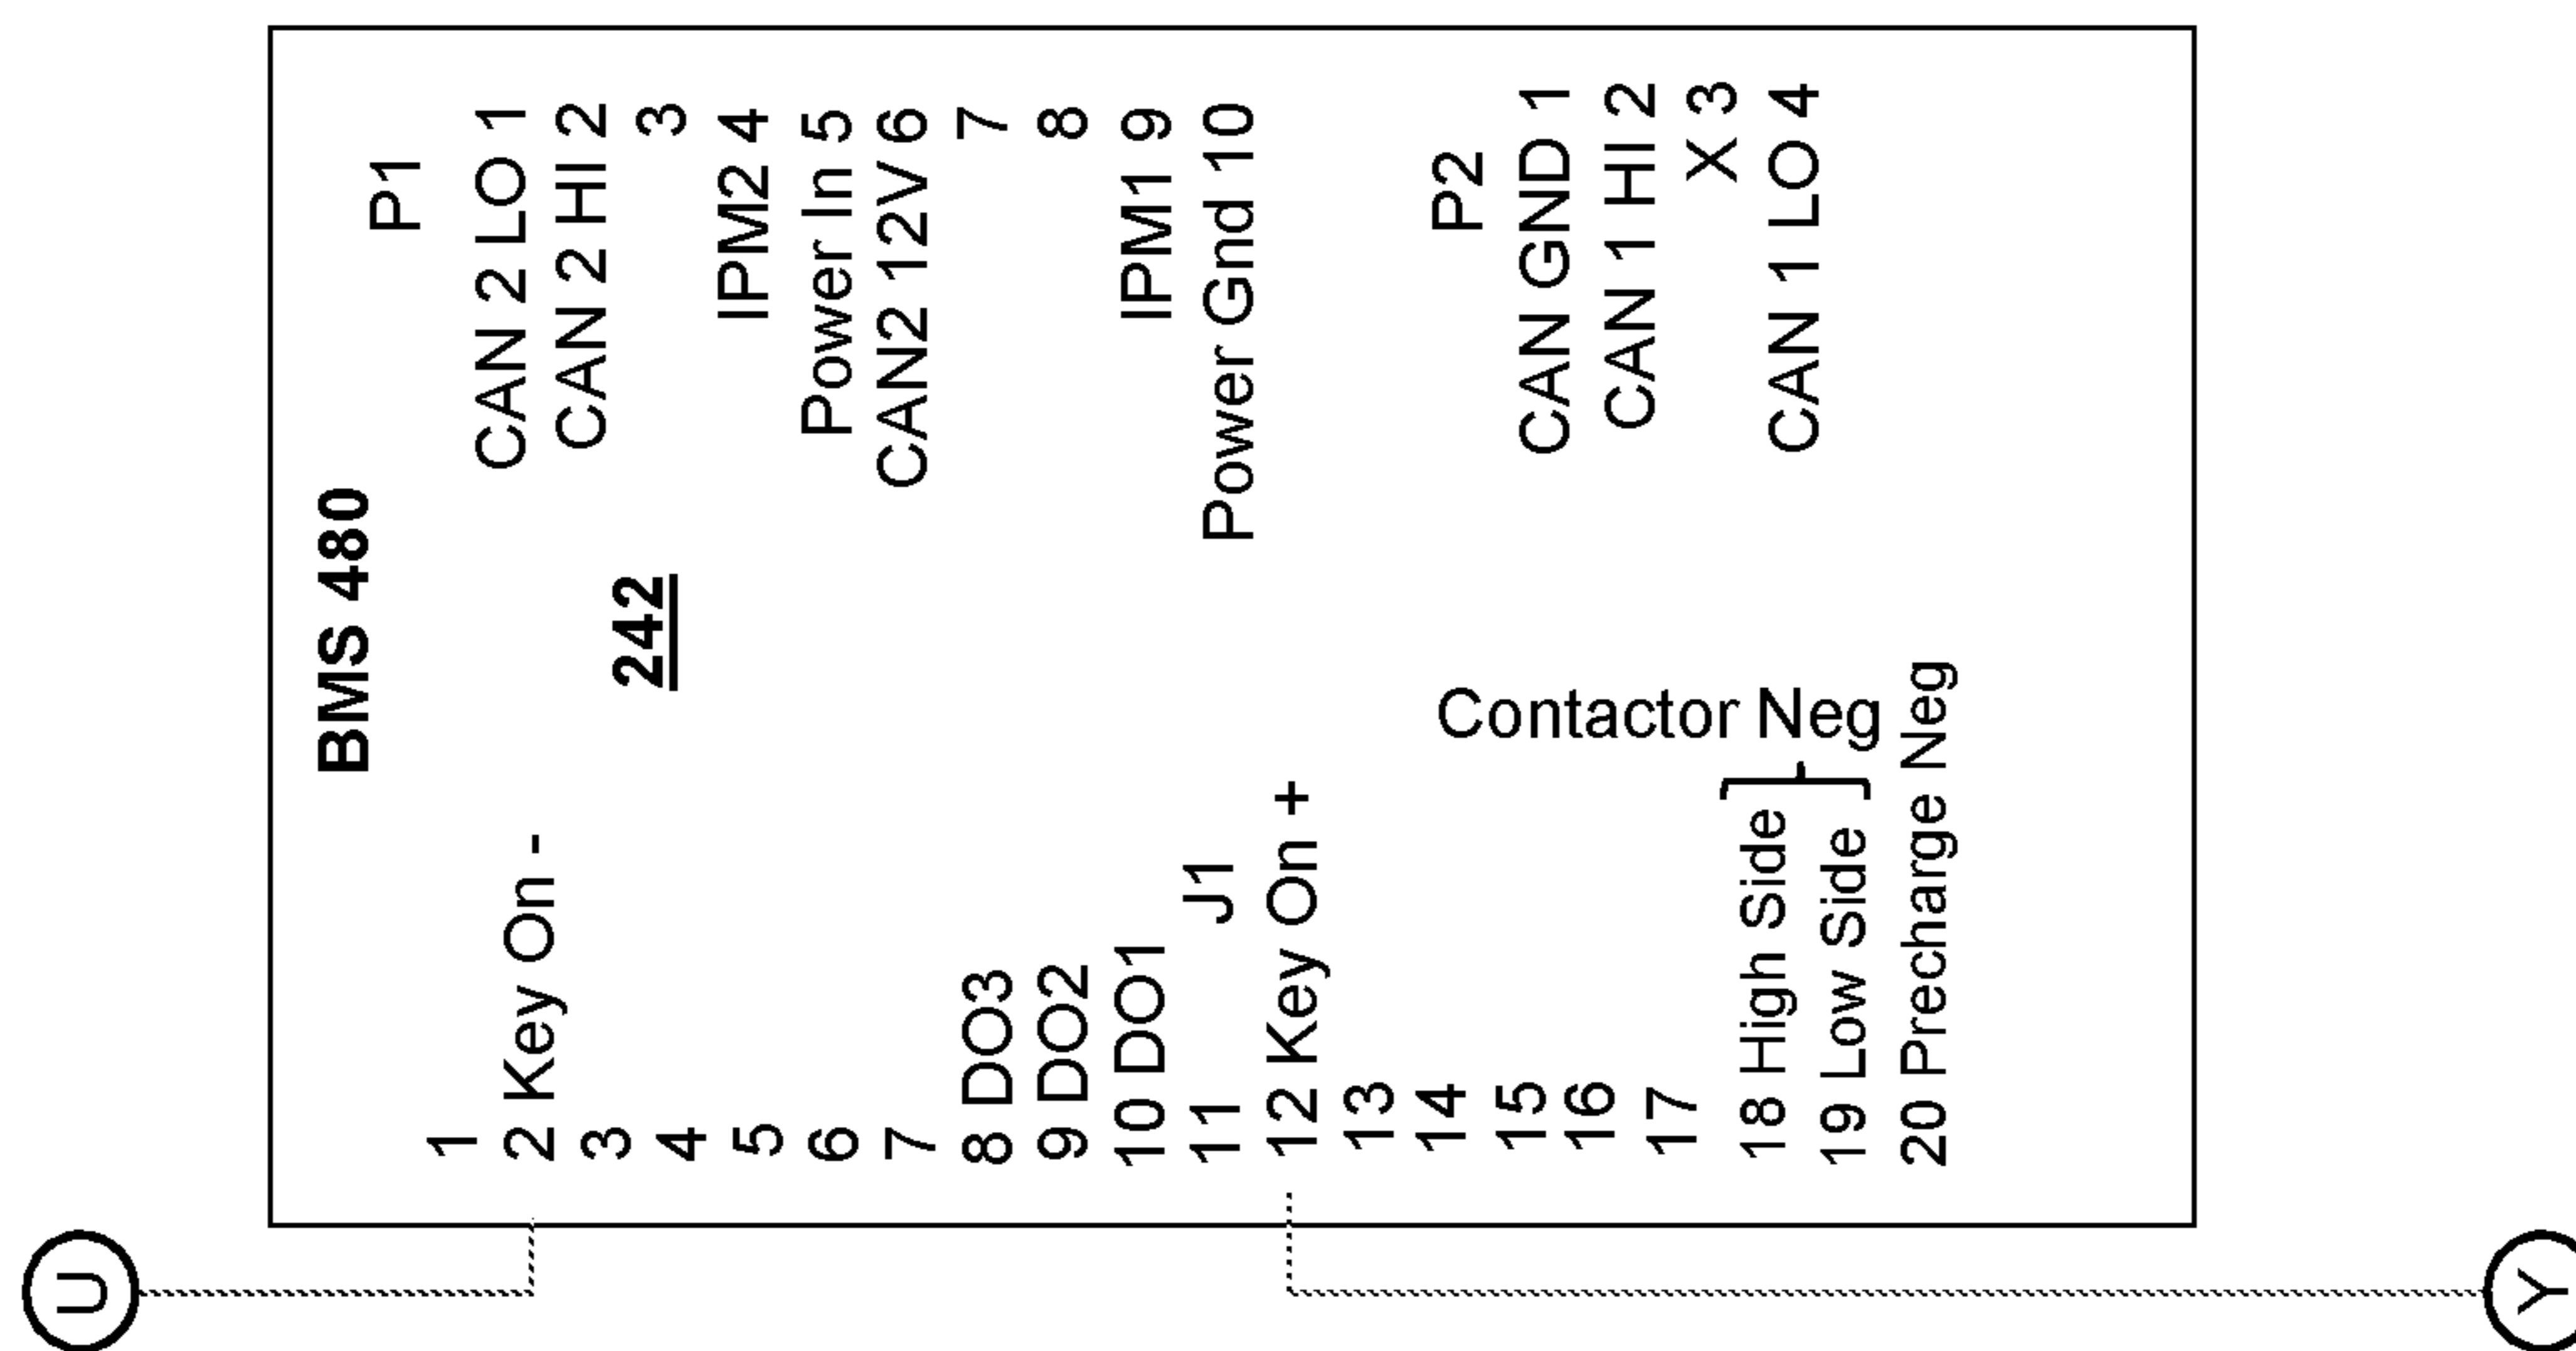 BMS 480
242
P1
CAN 2 LO 1
CAN 2 HI 2
3
IPM2 4
Power In 5
CAN2 12V 6
7
8
IPM1 9
Power Gnd 10
P2
CAN GND 1
CAN 1 HI 2
X 3
CAN 1 LO 4
1
2 Key On -
3
4
5
6
7
8 DO3
9 DO2
10 DO1
J1
11
12 Key On +
13
14
15
16
17
18 High Side
19 Low Side
Contactor Neg
20 Precharge Neg
U
Y